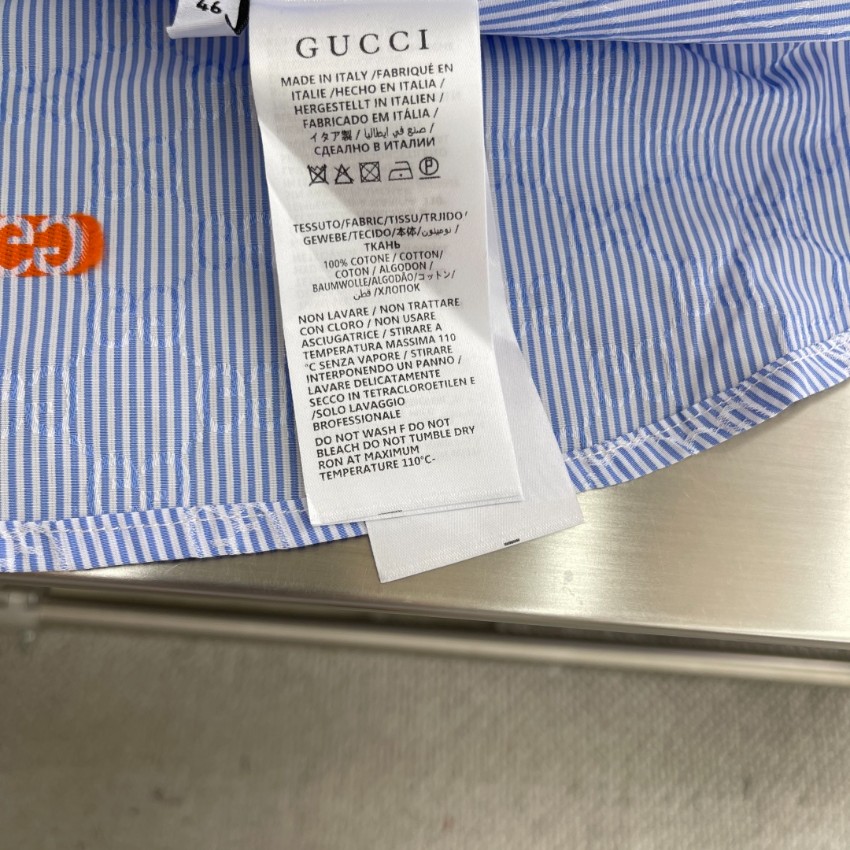 46
GUCCI
MADE IN ITALY /FABRIQUÉ EN
ITALIE /HECHO EN ITALIA /
HERGESTELLT IN ITALIEN /
FABRICADO EM ITÁLIA /
イタア製 / صنع في ايطاليا /
СДЕАЛНО В ИТАЛИИ
P
TESSUTO/FABRIC/TISSU/TRJIDO'
GEWEBE/TECIDO/本体/نومينون/
ТКАНЬ
100% COTONE / COTTON/
COTON / ALGODON /
BAUMWOLLE/ALGODÃO/コットン/
قطن /ХЛОПОК
NON LAVARE / NON TRATTARE
CON CLORO / NON USARE
ASCIUGATRICE / STIRARE A
TEMPERATURA MASSIMA 110
°C SENZA VAPORE / STIRARE
INTERPONENDO UN PANNO /
LAVARE DELICATAMENTE
SECCO IN TETRACLOROETILEN E
/SOLO LAVAGGIO
BROFESSIONALE
DO NOT WASH F DO NOT
BLEACH DO NOT TUMBLE DRY
RON AT MAXIMUM
TEMPERATURE 110°C-